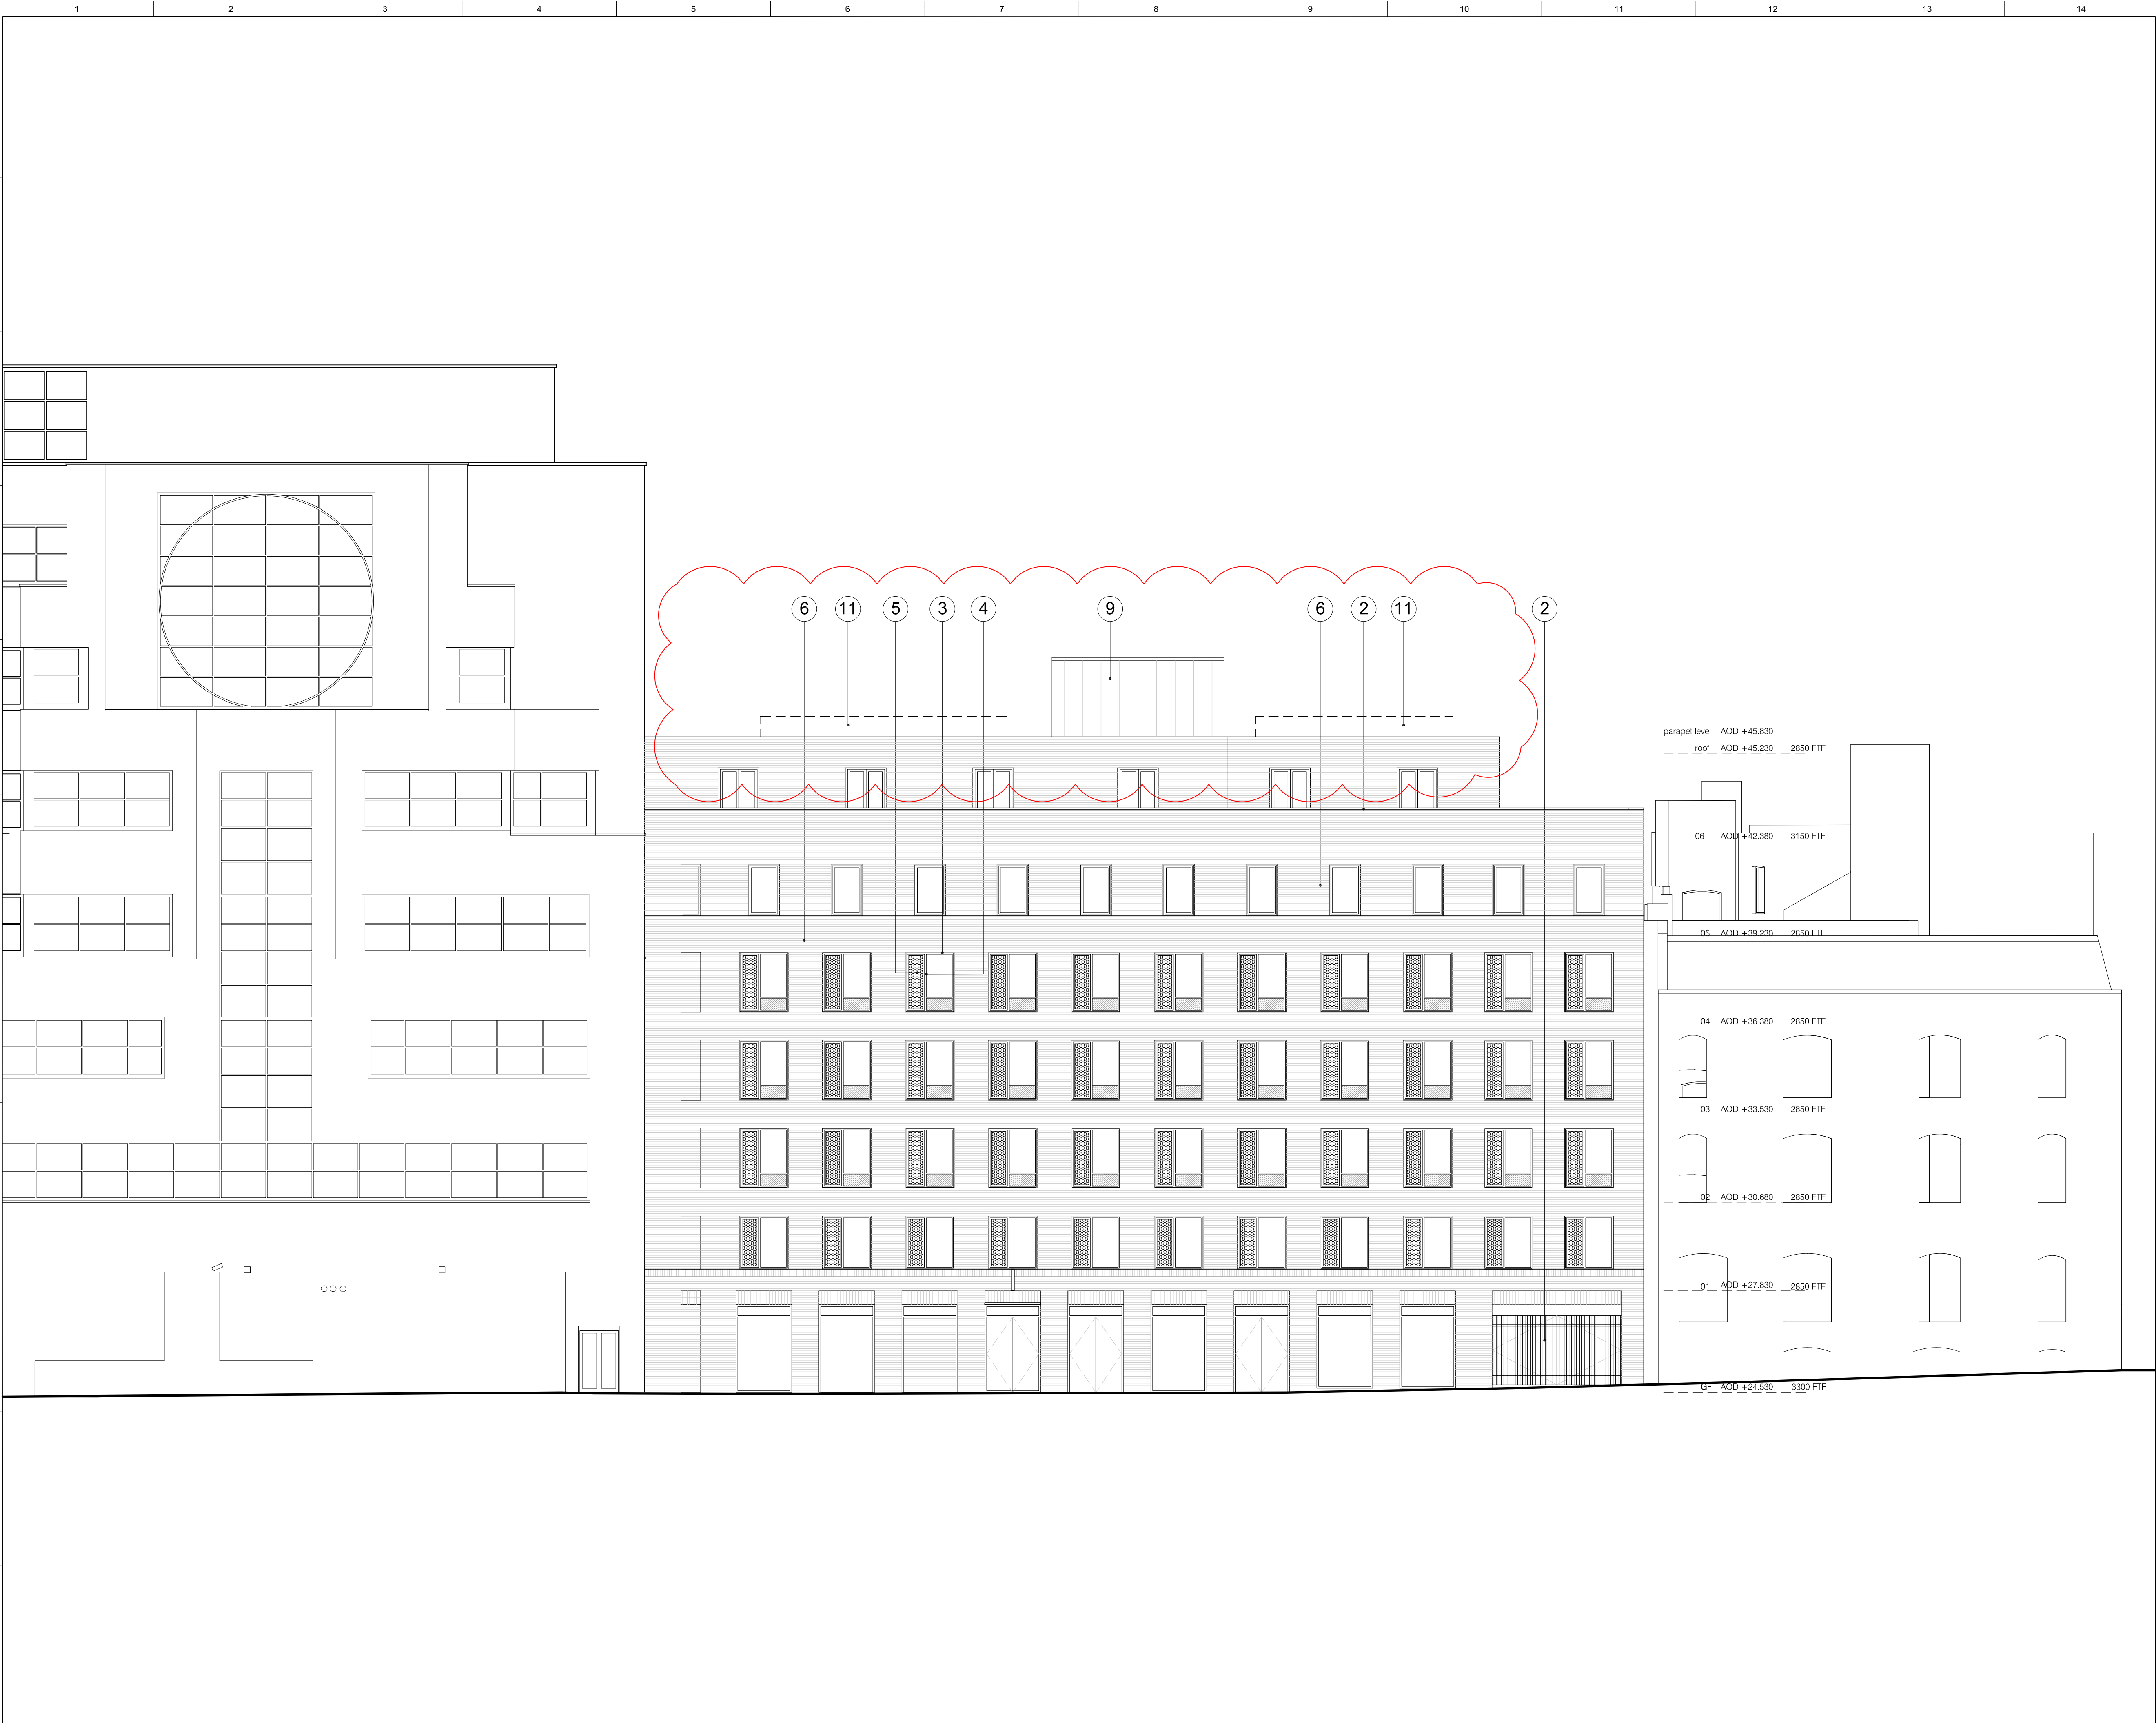 1 2 3 4 5 6 7 8 9 10 11 12 13 14
6 11 5 3 4 9 6 2 11 2
parapet level AOD +45.830
roof AOD +45.230 2850 FTF
06 AOD +42.380 3150 FTF
05 AOD +39.230 2850 FTF
04 AOD +36.380 2850 FTF
03 AOD +33.530 2850 FTF
02 AOD +30.680 2850 FTF
01 AOD +27.830 2850 FTF
GF AOD +24.530 3300 FTF